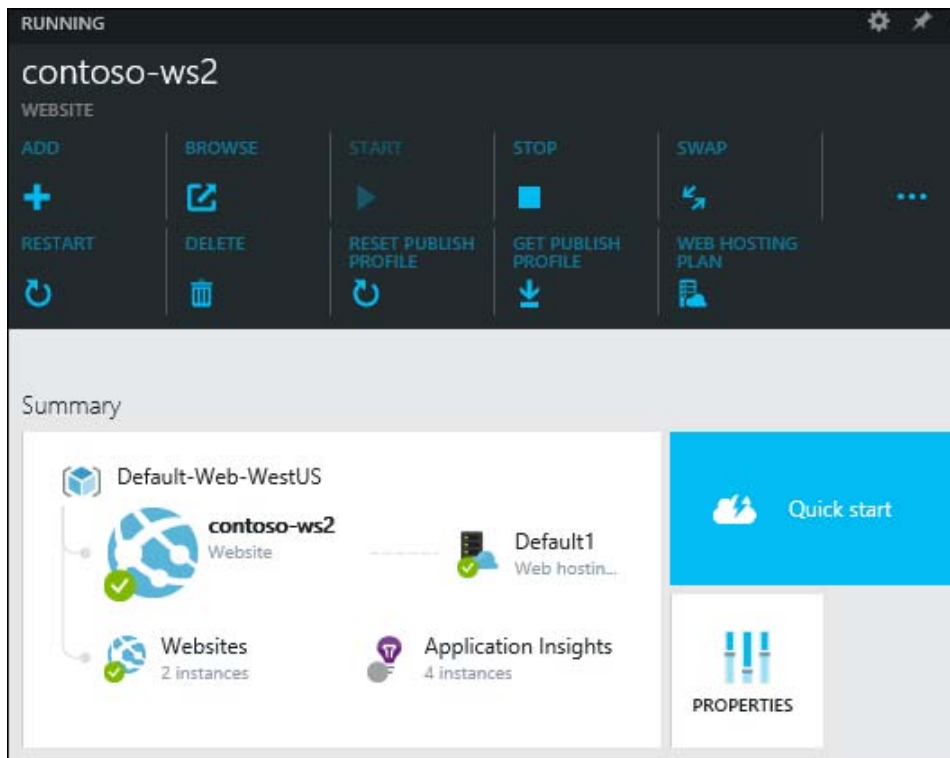 RUNNING
contoso-ws2
WEBSITE
ADD
BROWSE
START
STOP
SWAP
RESTART
DELETE
RESET PUBLISH
PROFILE
GET PUBLISH
PROFILE
WEB HOSTING
PLAN
Summary
Default-Web-WestUS
contoso-ws2
Website
Default1
Web hostin...
Websites
2 instances
Application Insights
4 instances
Quick start
PROPERTIES